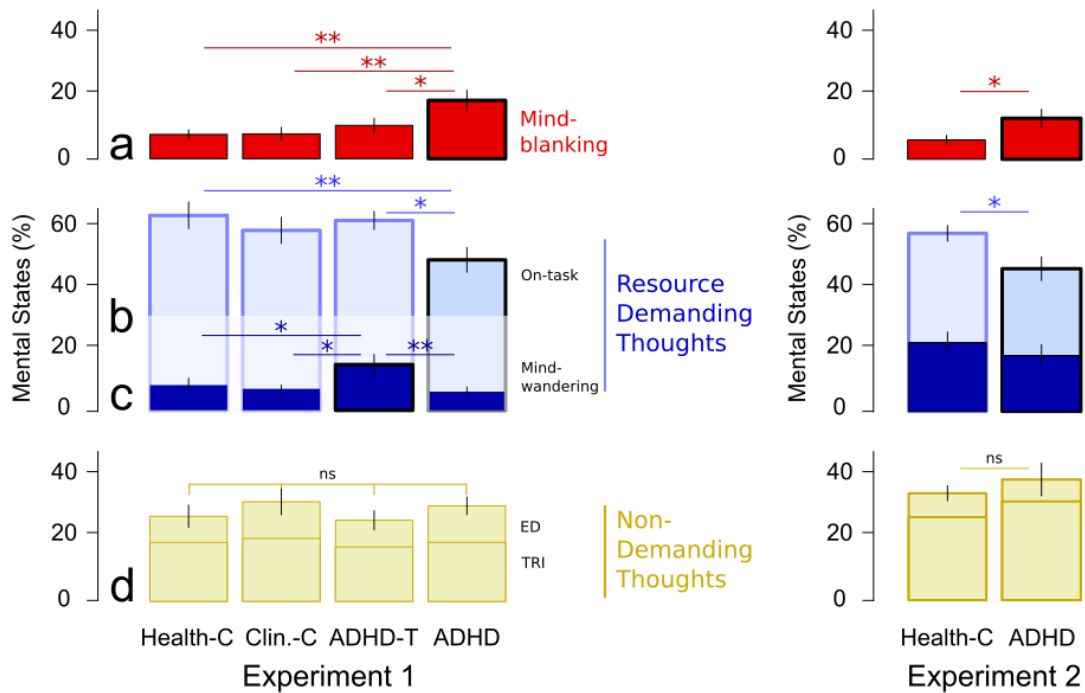 40
20
0
a
**
**
*
Mind-
blanking
40
20
0
*
Mental States (%)
60
40
20
0
b
c
**
*
*
*
**
On-task
Mind-
wandering
Resource
Demanding
Thoughts
Mental States (%)
60
40
20
0
*
40
20
0
d
ns
ED
TRI
Non-
Demanding
Thoughts
40
20
0
ns
Health-C Clin.-C ADHD-T ADHD
Experiment 1
Health-C ADHD
Experiment 2